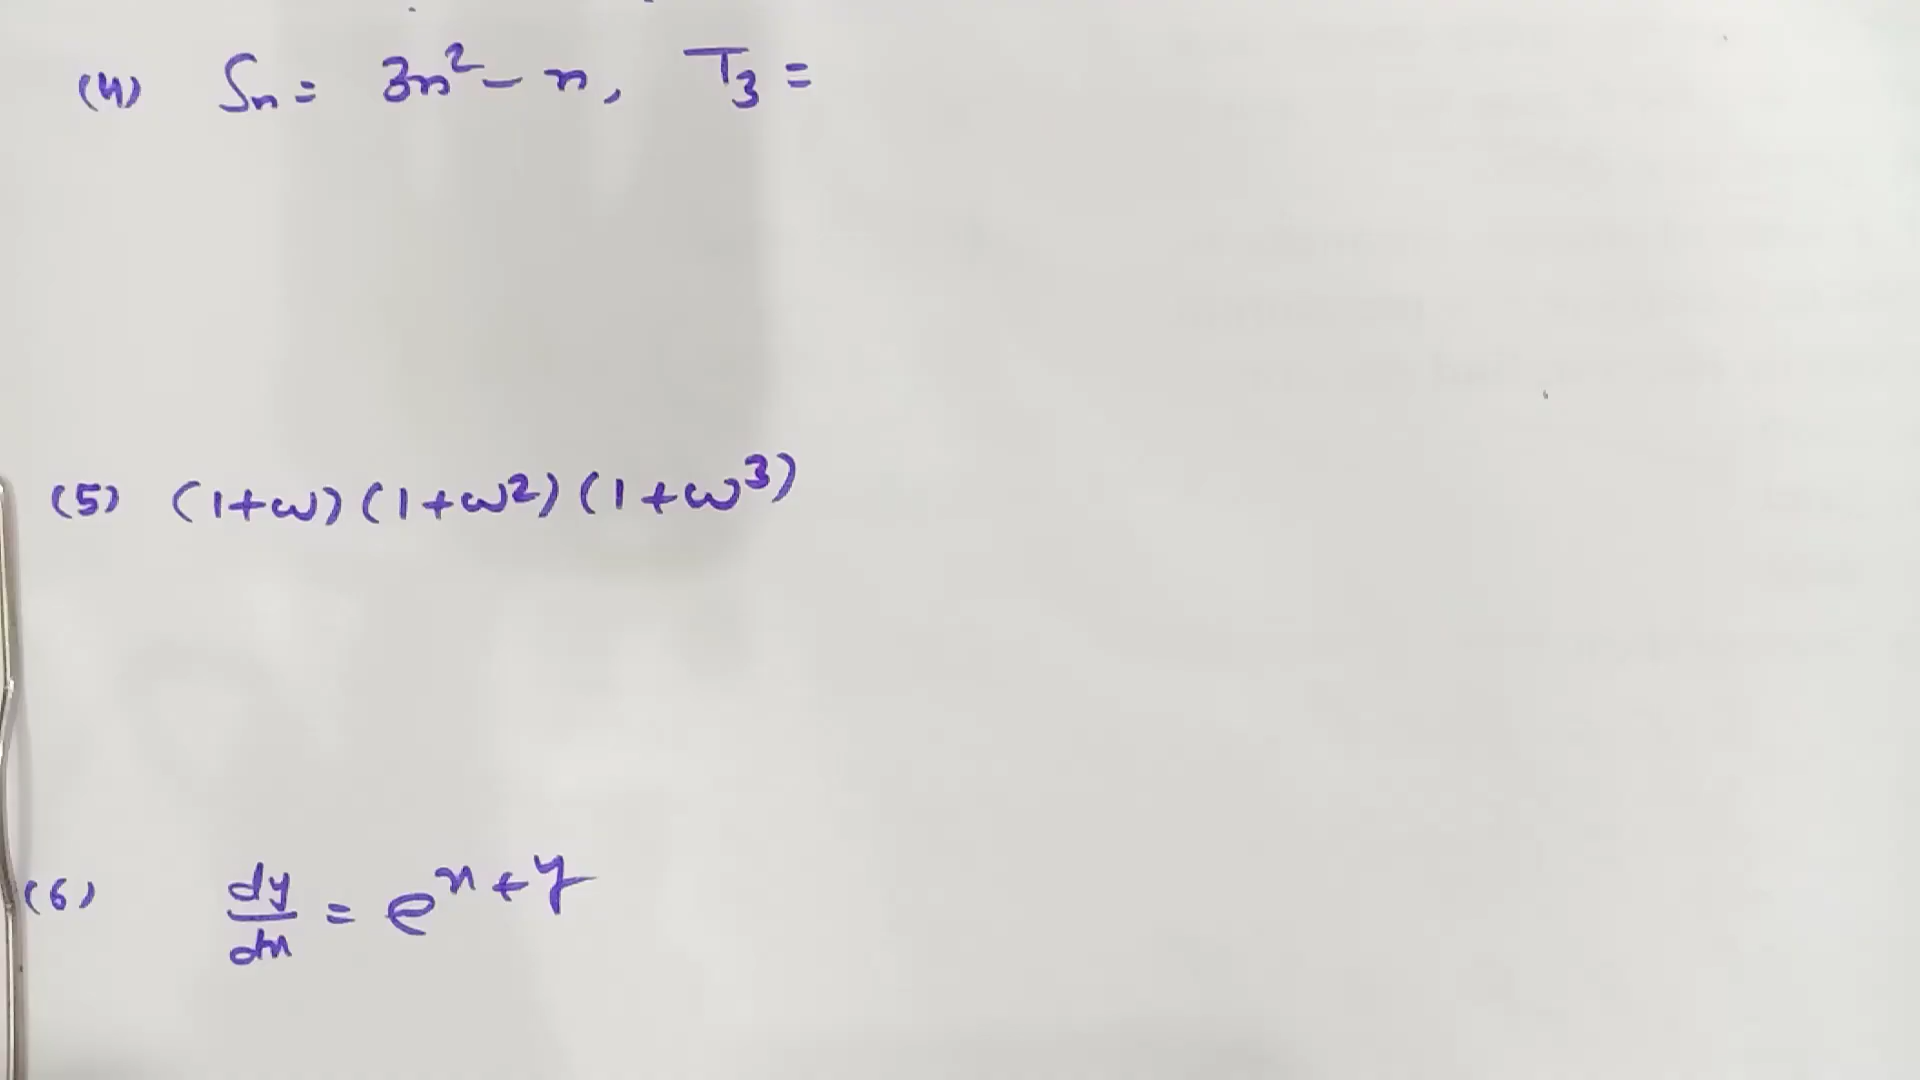 (4) Sn = 3n² - n, T₃ =
(5) (1+ω)(1+ω²)(1+ω³)
(6) dy/dx = e^(x+y)